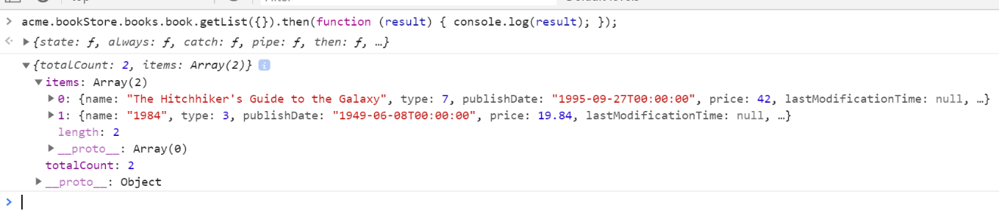 > acme.bookStore.books.book.getList({}).then(function (result) { console.log(result); });
{state: ƒ, always: ƒ, catch: ƒ, pipe: ƒ, then: ƒ, …}
{totalCount: 2, items: Array(2)} i
items: Array(2)
0: {name: "The Hitchhiker's Guide to the Galaxy", type: 7, publishDate: "1995-09-27T00:00:00", price: 42, lastModificationTime: null, …}
1: {name: "1984", type: 3, publishDate: "1949-06-08T00:00:00", price: 19.84, lastModificationTime: null, …}
length: 2
__proto__: Array(0)
totalCount: 2
__proto__: Object
>